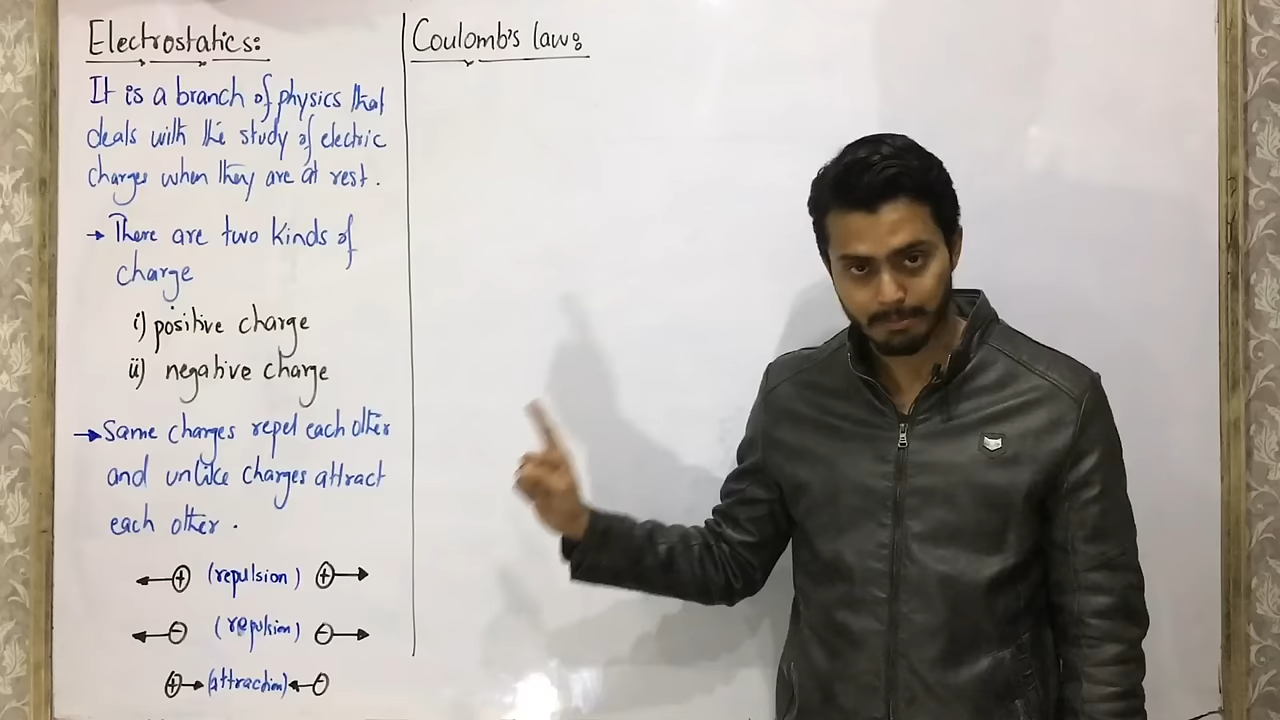 Electrostatics:
It is a branch of physics that
deals with the study of electric
charges when they are at rest.
→ There are two kinds of
charge
i) positive charge
ii) negative charge
→ Same charges repel each other
and unlike charges attract
each other.
⊕ (repulsion) ⊕
⊖ (repulsion) ⊖
⊕ (attraction) ⊖
Coulomb's law: